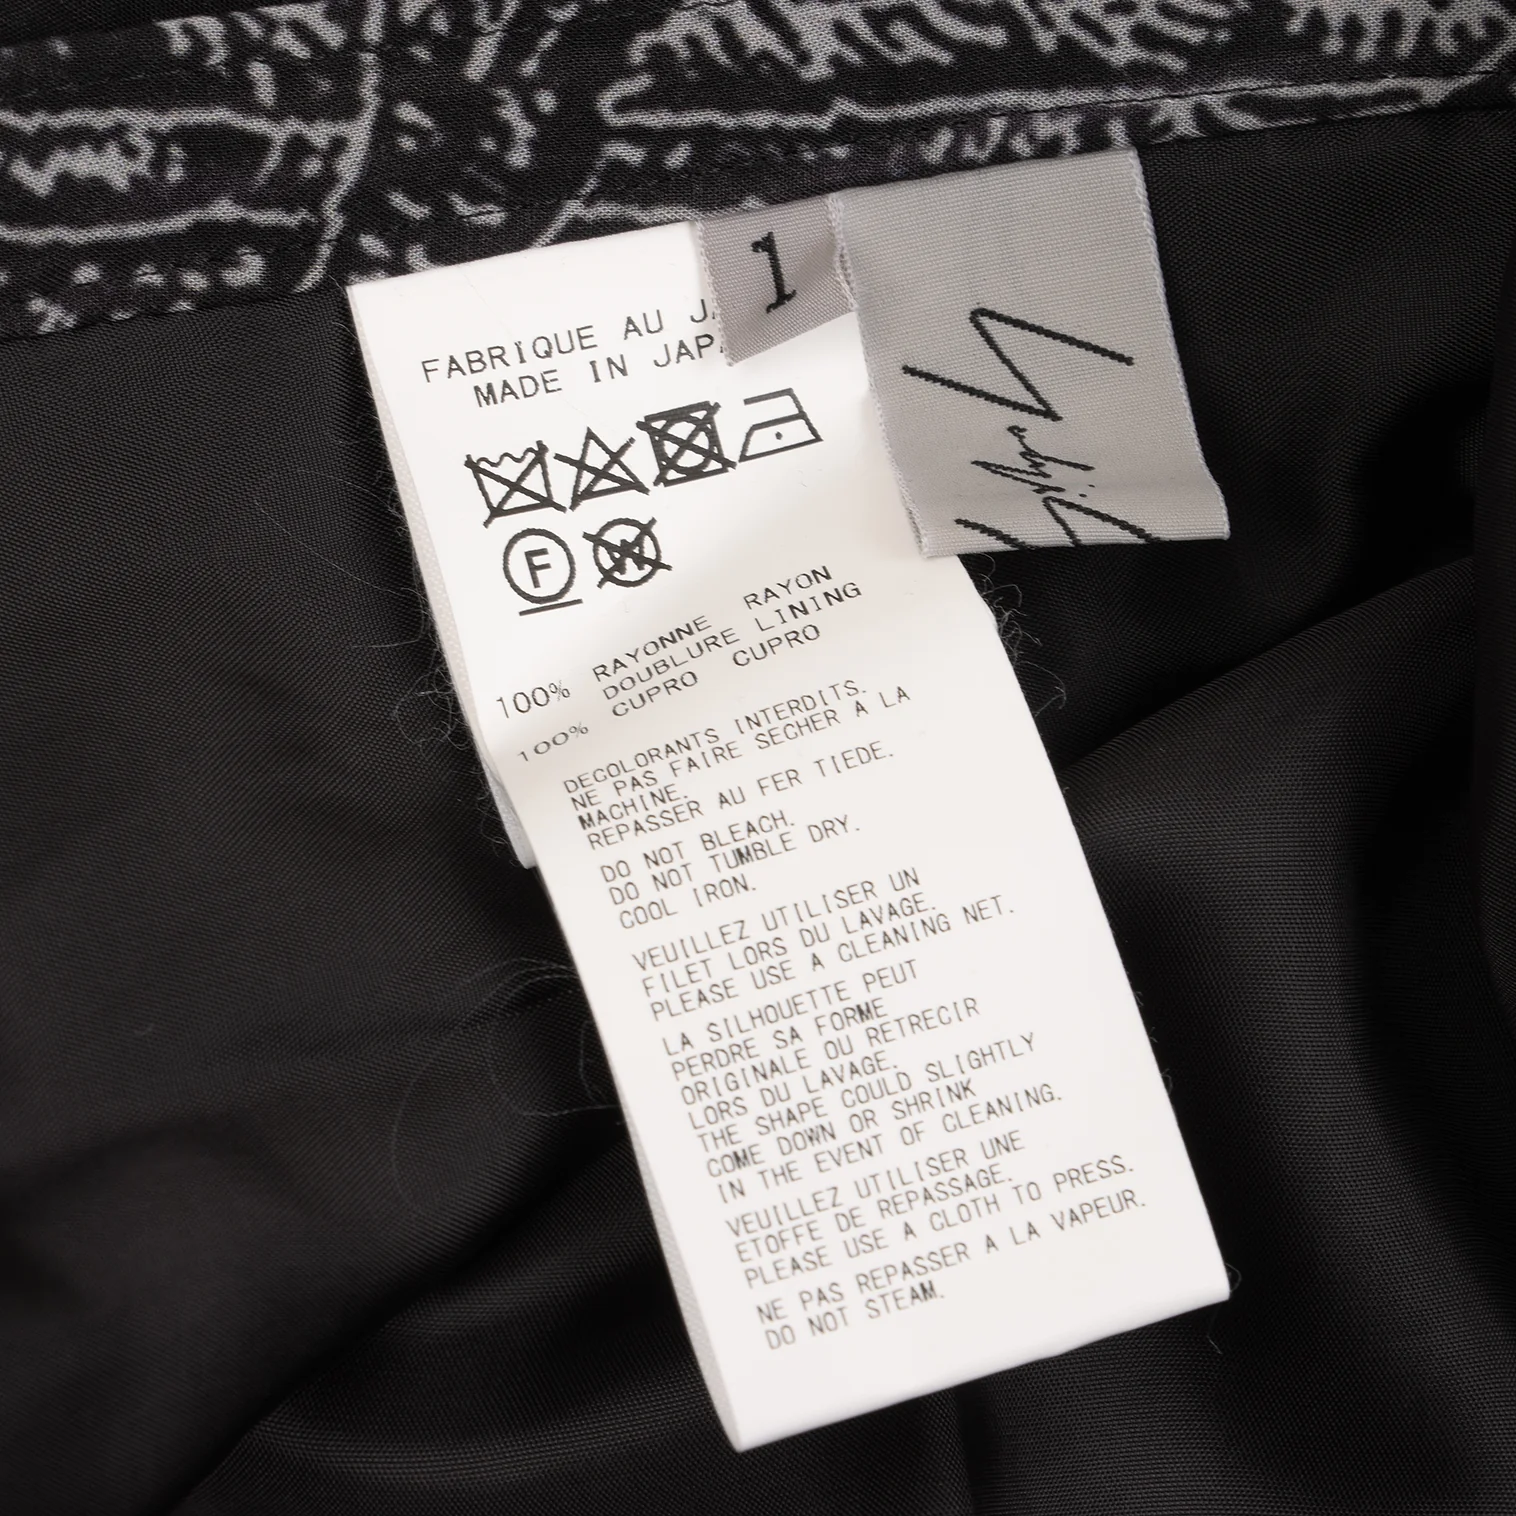 FABRIQUE AU JA
MADE IN JAPA
1
F
W
100% RAYONNE RAYON
DOUBLURE LINING
100% CUPRO CUPRO
DECOLORANTS INTERDITS.
NE PAS FAIRE SECHER A LA
MACHINE.
REPASSER AU FER TIEDE.
DO NOT BLEACH.
DO NOT TUMBLE DRY.
COOL IRON.
VEUILLEZ UTILISER UN
FILET LORS DU LAVAGE.
PLEASE USE A CLEANING NET.
LA SILHOUETTE PEUT
PERDRE SA FORME
ORIGINALE OU RETRECIR
LORS DU LAVAGE.
THE SHAPE COULD SLIGHTLY
COME DOWN OR SHRINK
IN THE EVENT OF CLEANING.
VEUILLEZ UTILISER UNE
ETOFFE DE REPASSAGE.
PLEASE USE A CLOTH TO PRESS.
NE PAS REPASSER A LA VAPEUR.
DO NOT STEAM.